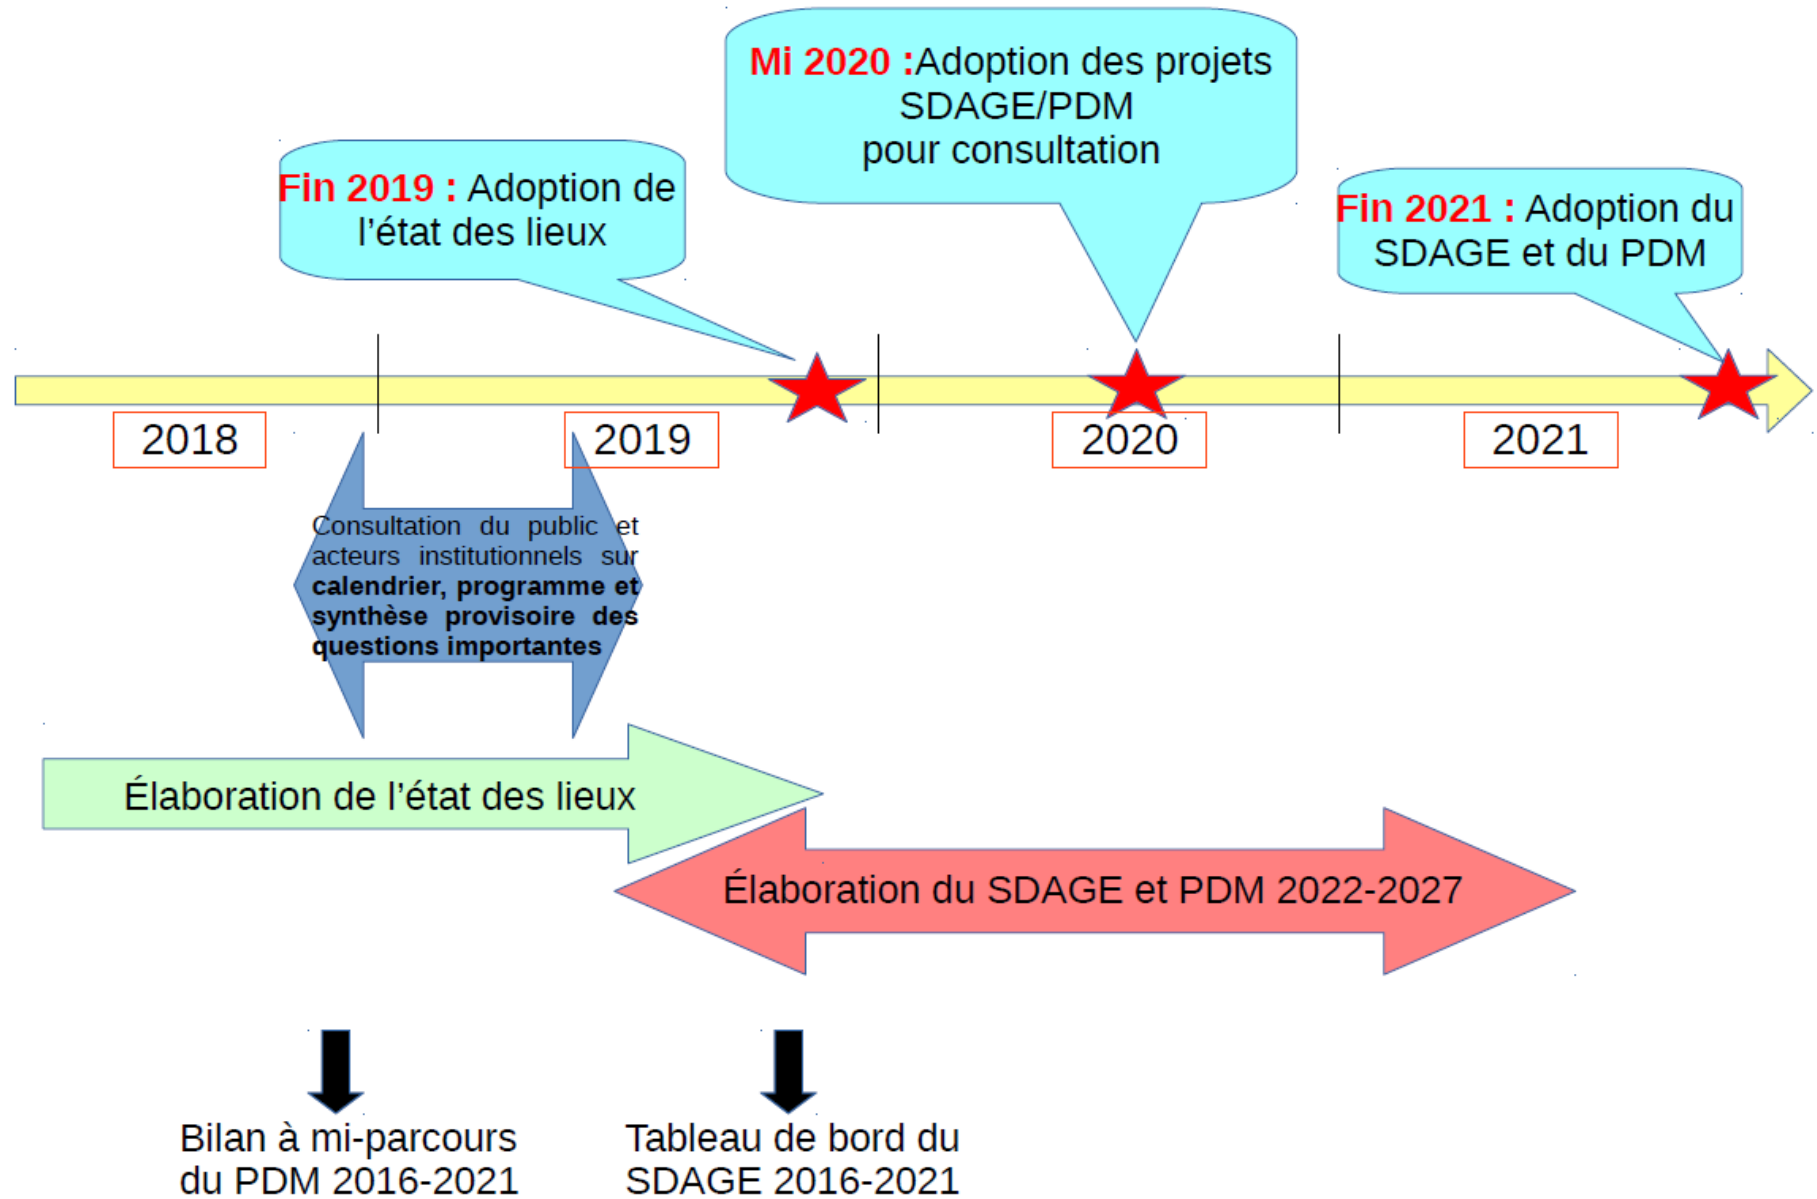 Mi 2020 :Adoption des projets
SDAGE/PDM
pour consultation
Fin 2019 : Adoption de
l’état des lieux
Fin 2021 : Adoption du
SDAGE et du PDM
2018
2019
2020
2021
Consultation du public et
acteurs institutionnels sur
calendrier, programme et
synthèse provisoire des
questions importantes
Élaboration de l’état des lieux
Élaboration du SDAGE et PDM 2022-2027
Bilan à mi-parcours
du PDM 2016-2021
Tableau de bord du
SDAGE 2016-2021